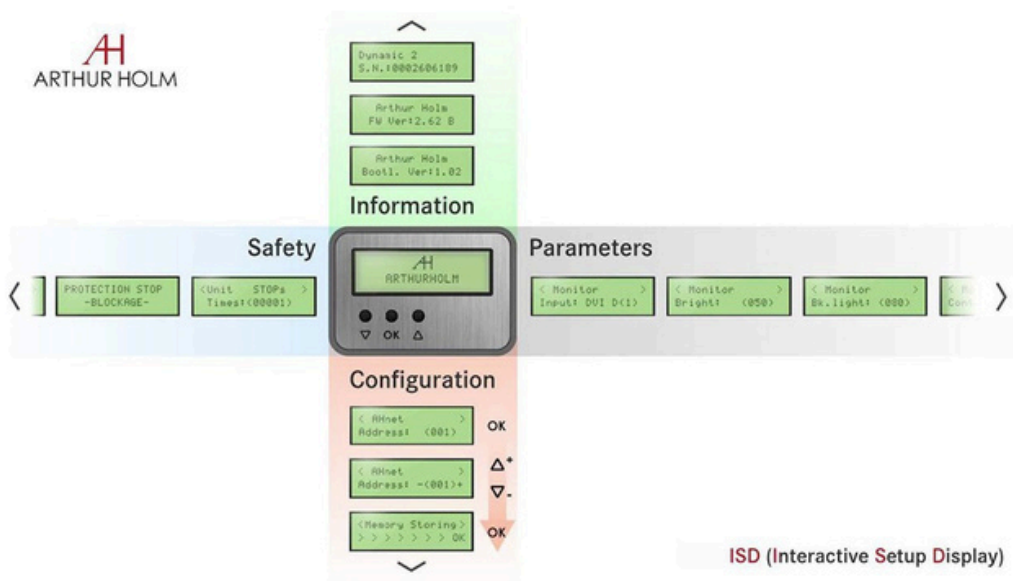 AH
ARTHUR HOLM
Dynamic 2
S.N.:0002606189
Arthur Holm
FW Ver:2.62 B
Arthur Holm
Bootl. Ver:1.02
Information
Safety
Parameters
PROTECTION STOP
-BLOCKAGE-
<Unit STOPs >
Times:(00001)
AH
ARTHURHOLM
▽ OK △
< Monitor >
Input: DVI D(1)
< Monitor >
Bright: (050)
< Monitor >
Bk.light: (080)
Configuration
< AHnet >
Address: (001)
OK
< AHnet >
Address: -(001)+
△+
▽-
<Memory Storing>
> > > > > > > OK
OK
ISD (Interactive Setup Display)